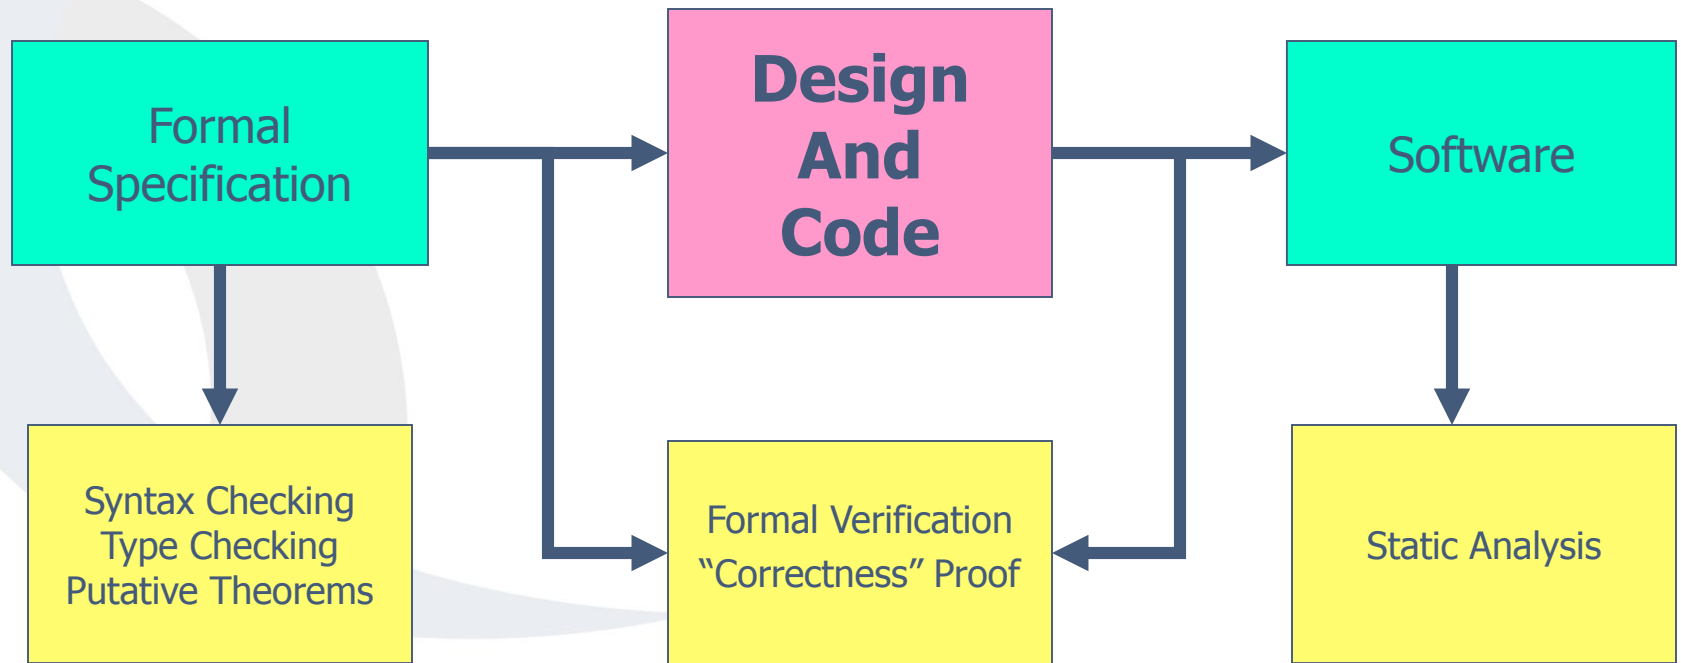 Formal
Specification
Design
And
Code
Software
Syntax Checking
Type Checking
Putative Theorems
Formal Verification
“Correctness” Proof
Static Analysis